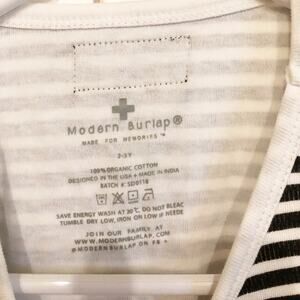 Modern Burlap®
MADE FOR MEMORIES™
2-3Y
100% ORGANIC COTTON
DESIGNED IN THE USA + MADE IN INDIA
BATCH #: SD0118
SAVE ENERGY WASH AT 30℃ DO NOT BLEAC
TUMBLE DRY LOW, IRON ON LOW IF NEEDE
JOIN OUR FAMILY @
WWW.MODERNBURLAP.COM
#MODERNBURLAP ON FB +